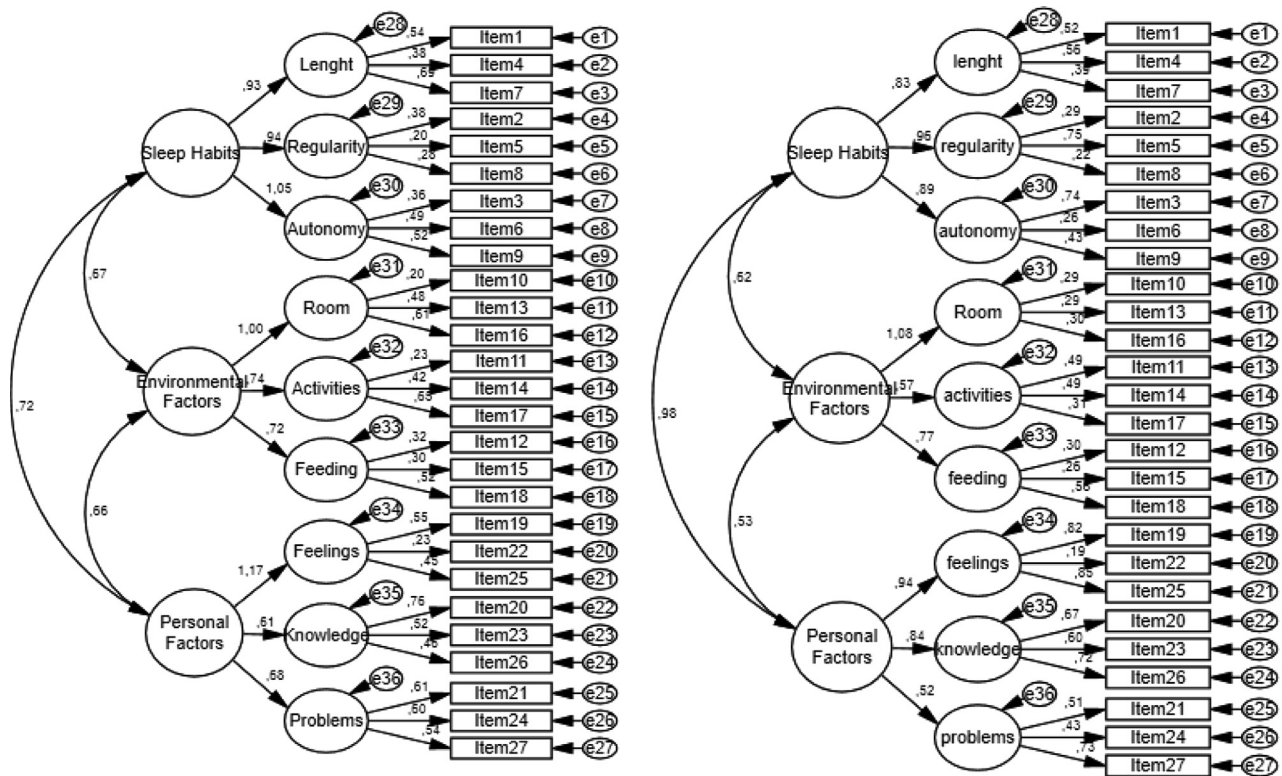 e28
,54
Item1
e1
Lenght
,38
Item4
e2
,69
Item7
e3
,93
e29
,38
Item2
e4
Sleep Habits
,94
Regularity
,20
Item5
e5
,28
Item8
e6
1,05
e30
,36
Item3
e7
Autonomy
,49
Item6
e8
,52
Item9
e9
,67
e31
,20
Item10
e10
Room
,48
Item13
e11
,61
Item16
e12
1,00
e32
,23
Item11
e13
Environmental
Factors
,74
Activities
,42
Item14
e14
,63
Item17
e15
,72
,72
e33
,32
Item12
e16
Feeding
,30
Item15
e17
,52
Item18
e18
,66
e34
,55
Item19
e19
Feelings
,23
Item22
e20
,45
Item25
e21
1,17
e35
,76
Item20
e22
Personal
Factors
,61
Knowledge
,52
Item23
e23
Item26
e24
,68
e36
,61
Item21
e25
Problems
,60
Item24
e26
,54
Item27
e27
e28
,52
Item1
e1
lenght
,56
Item4
e2
,39
Item7
e3
,83
e29
,29
Item2
e4
Sleep Habits
,95
regularity
,75
Item5
e5
,22
Item8
e6
,89
e30
,74
Item3
e7
autonomy
,26
Item6
e8
,43
Item9
e9
,62
e31
,29
Item10
e10
Room
,29
Item13
e11
,30
Item16
e12
1,08
e32
,49
Item11
e13
Environmental
Factors
,57
activities
,49
Item14
e14
,31
Item17
e15
,98
,77
e33
,30
Item12
e16
feeding
,26
Item15
e17
Item18
e18
,53
e34
,82
Item19
e19
feelings
,19
Item22
e20
,85
Item25
e21
,94
e35
,67
Item20
e22
Personal
Factors
,84
knowledge
,60
Item23
e23
,72
Item26
e24
,52
e36
,51
Item21
e25
problems
,43
Item24
e26
,73
Item27
e27